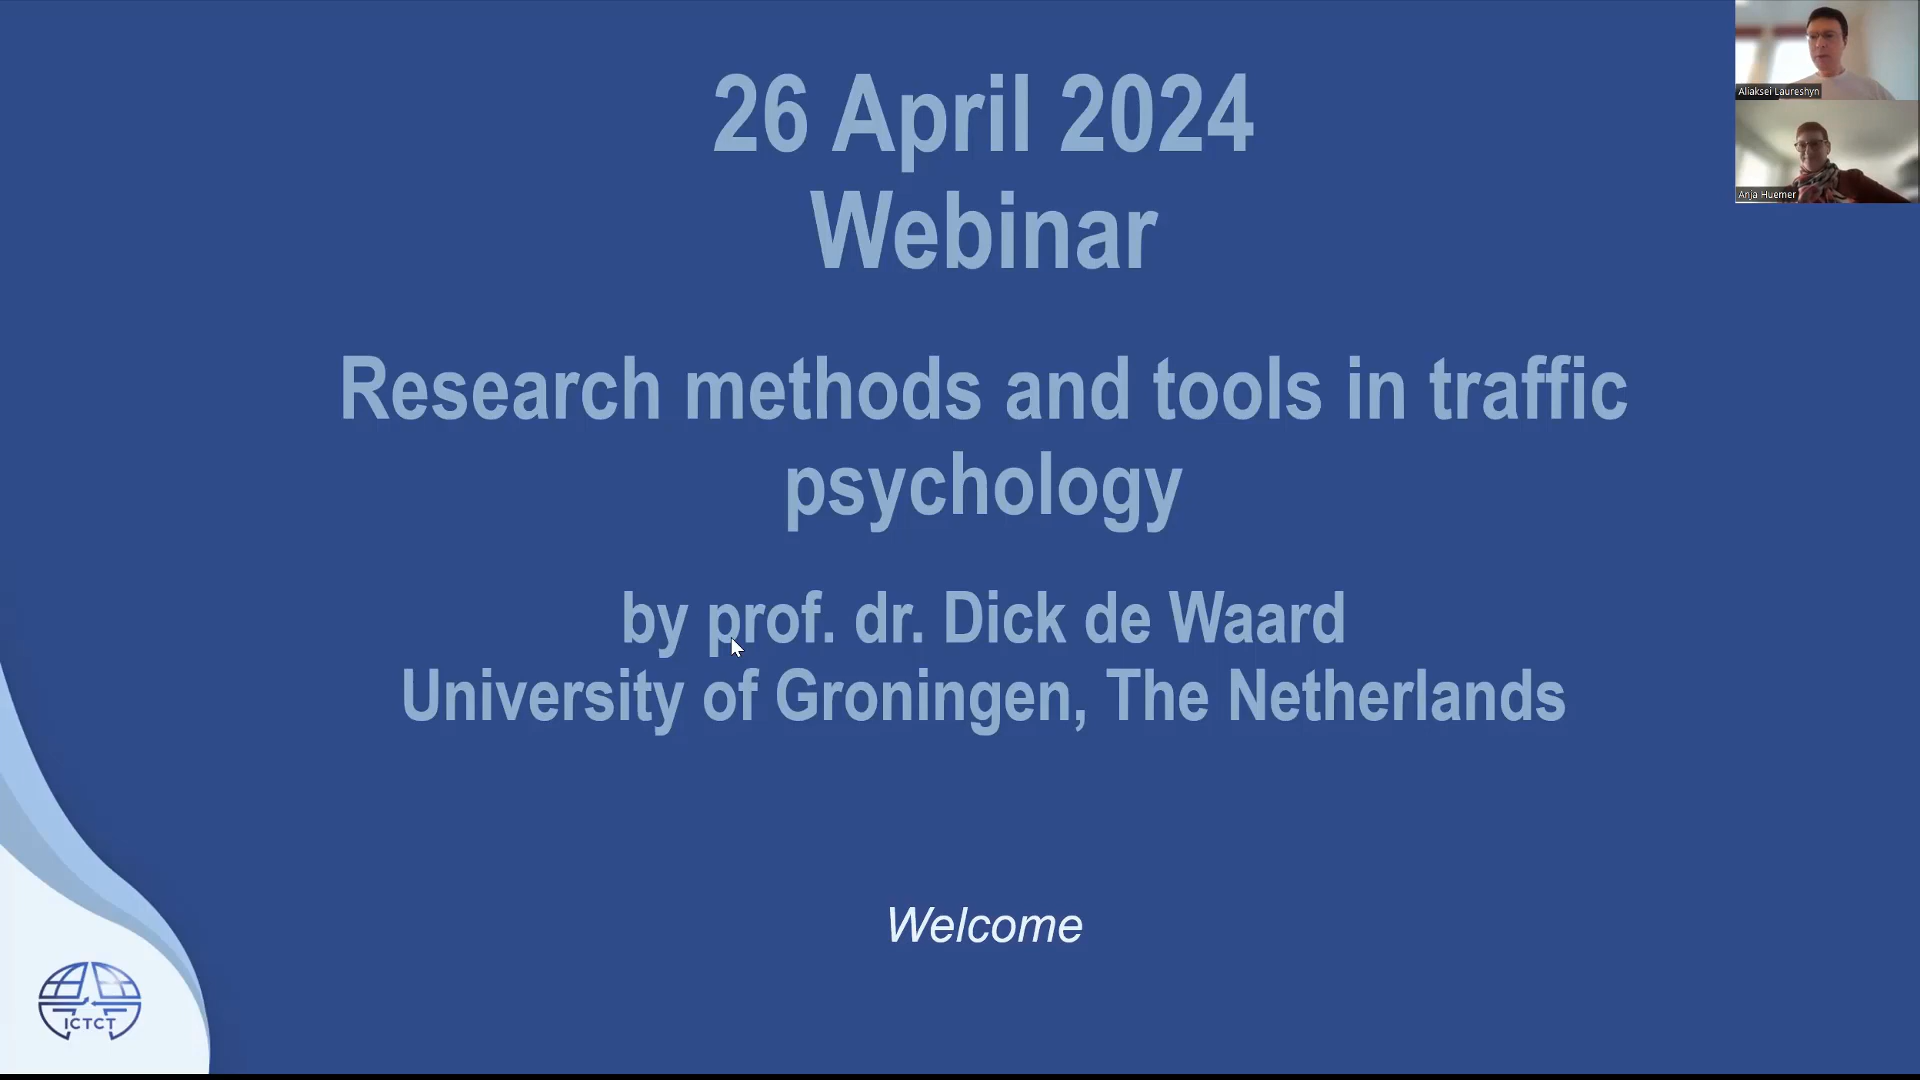 26 April 2024
Webinar
Research methods and tools in traffic
psychology
by prof. dr. Dick de Waard
University of Groningen, The Netherlands
Welcome
ICTCT
Aliaksei Laureshyn
Anja Huemer